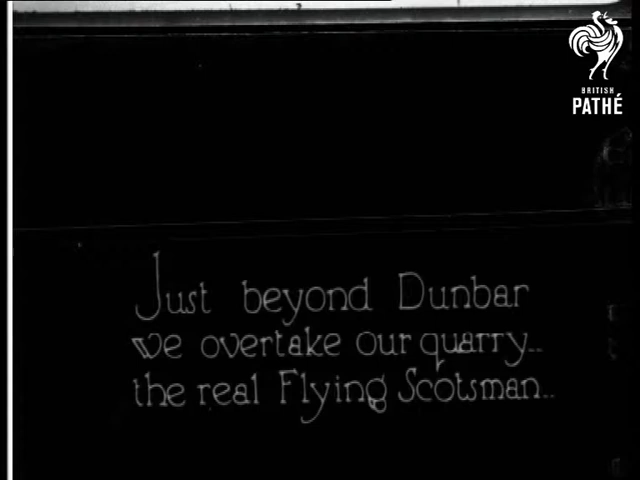 BRITISH
PATHÉ
Just beyond Dunbar
we overtake our quarry..
the real Flying Scotsman..